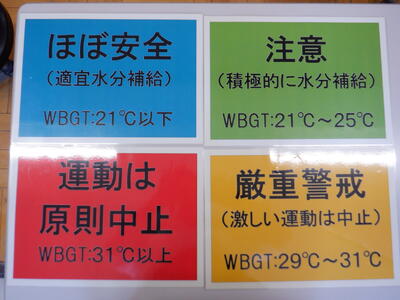 ほぼ安全
(適宜水分補給)
WBGT:21℃以下
注意
(積極的に水分補給)
WBGT:21℃～25℃
運動は
原則中止
WBGT:31℃以上
厳重警戒
(激しい運動は中止)
WBGT:29℃～31℃